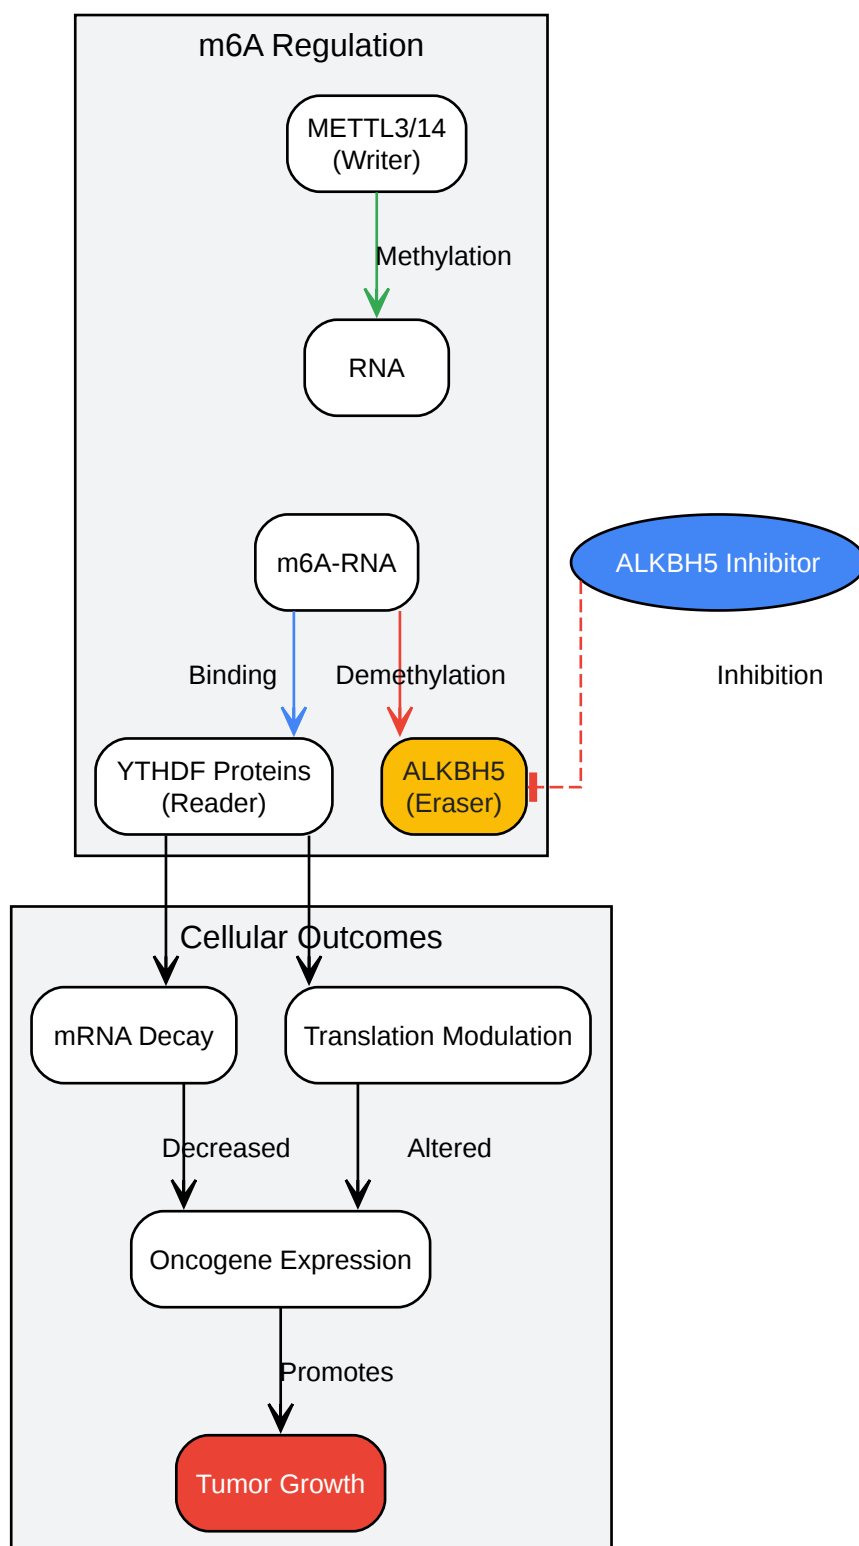 m6A Regulation
METTL3/14
(Writer)
Methylation
RNA
m6A-RNA
ALKBH5 Inhibitor
Binding
Demethylation
Inhibition
YTHDF Proteins
(Reader)
ALKBH5
(Eraser)
Cellular Outcomes
mRNA Decay
Translation Modulation
Decreased
Altered
Oncogene Expression
Promotes
Tumor Growth